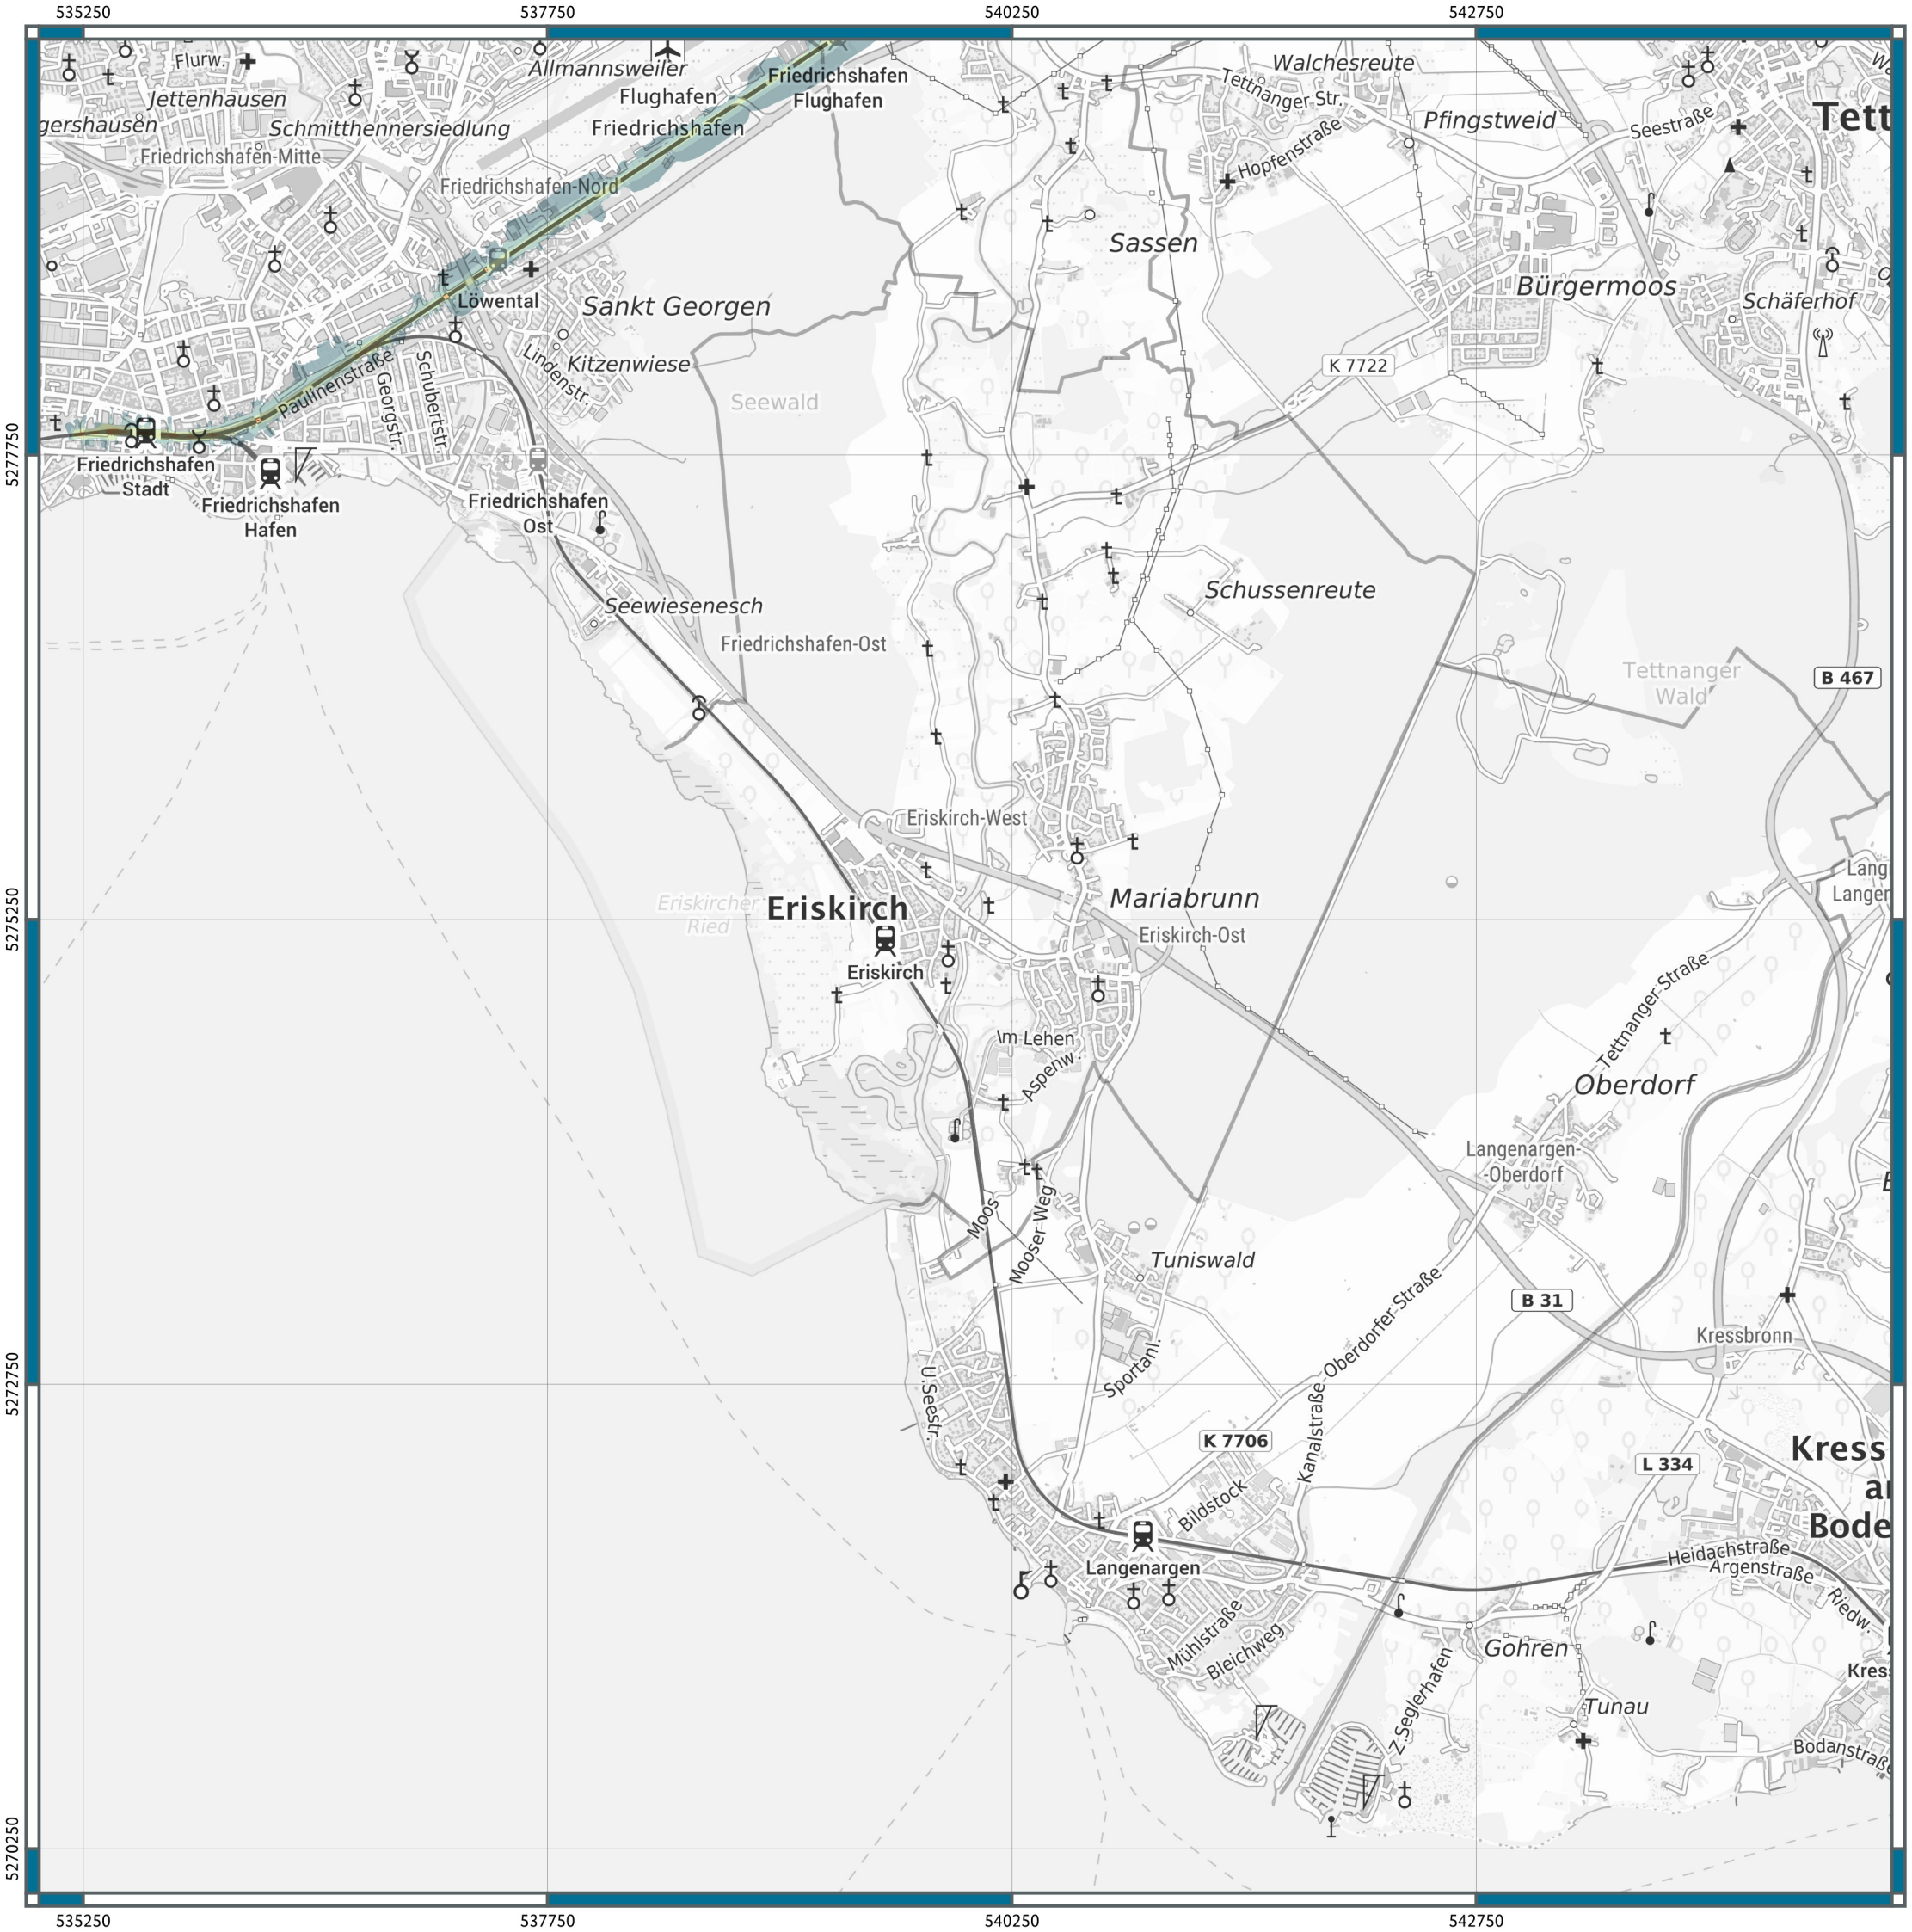 535250
537750
540250
542750
Flurw.
Allmannsweiler
Friedrichshafen
Flughafen
Walchesreute
Jettenhausen
Flughafen
Friedrichshafen
Tettnanger Str.
Pfingstweid
Seestraße
Tett
gershausen
Schmitthennersiedlung
Hopfenstraße
Friedrichshafen-Mitte
Friedrichshafen-Nord
Sassen
Bürgermoos
Schäferhof
Löwental
Sankt Georgen
Kitzenwiese
Lindenstr.
Paulinenstraße
Georgstr.
Schubertstr.
K 7722
Seewald
5277750
Friedrichshafen
Stadt
Friedrichshafen
Hafen
Friedrichshafen
Ost
Schussenreute
Seewiesenesch
Friedrichshafen-Ost
Tettnanger
Wald
B 467
Eriskirch-West
Langen
Eriskircher
Ried
Eriskirch
Mariabrunn
5275250
Eriskirch-Ost
Eriskirch
Tettnanger-Straße
\m Lehen
Aspenw.
Oberdorf
Langenargen-
-Oberdorf
Moos
Mooser-Weg
Tuniswald
B 31
Oberdorfer-Straße
Kressbronn
Sportanl.
5272750
U.Seestr.
Kanalstraße
K 7706
L 334
Kress
Bode
Bildstock
Langenargen
Heidachstraße
Argenstraße
Riedw.
Mühlstraße
Bleichweg
Gohren
Kress
Z.Seglerhafen
Tunau
Bodanstraße
5270250
535250
537750
540250
542750